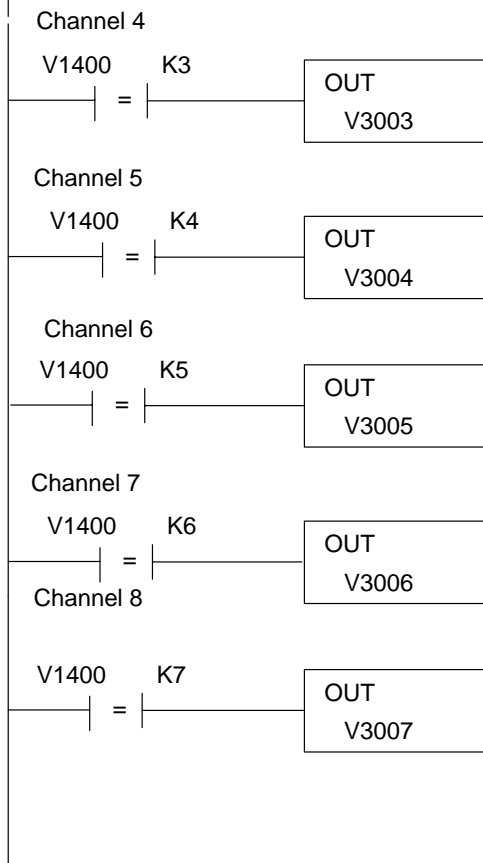 Channel 4
V1400 K3
=
OUT
V3003
Channel 5
V1400 K4
=
OUT
V3004
Channel 6
V1400 K5
=
OUT
V3005
Channel 7
V1400 K6
=
OUT
V3006
Channel 8
V1400 K7
=
OUT
V3007